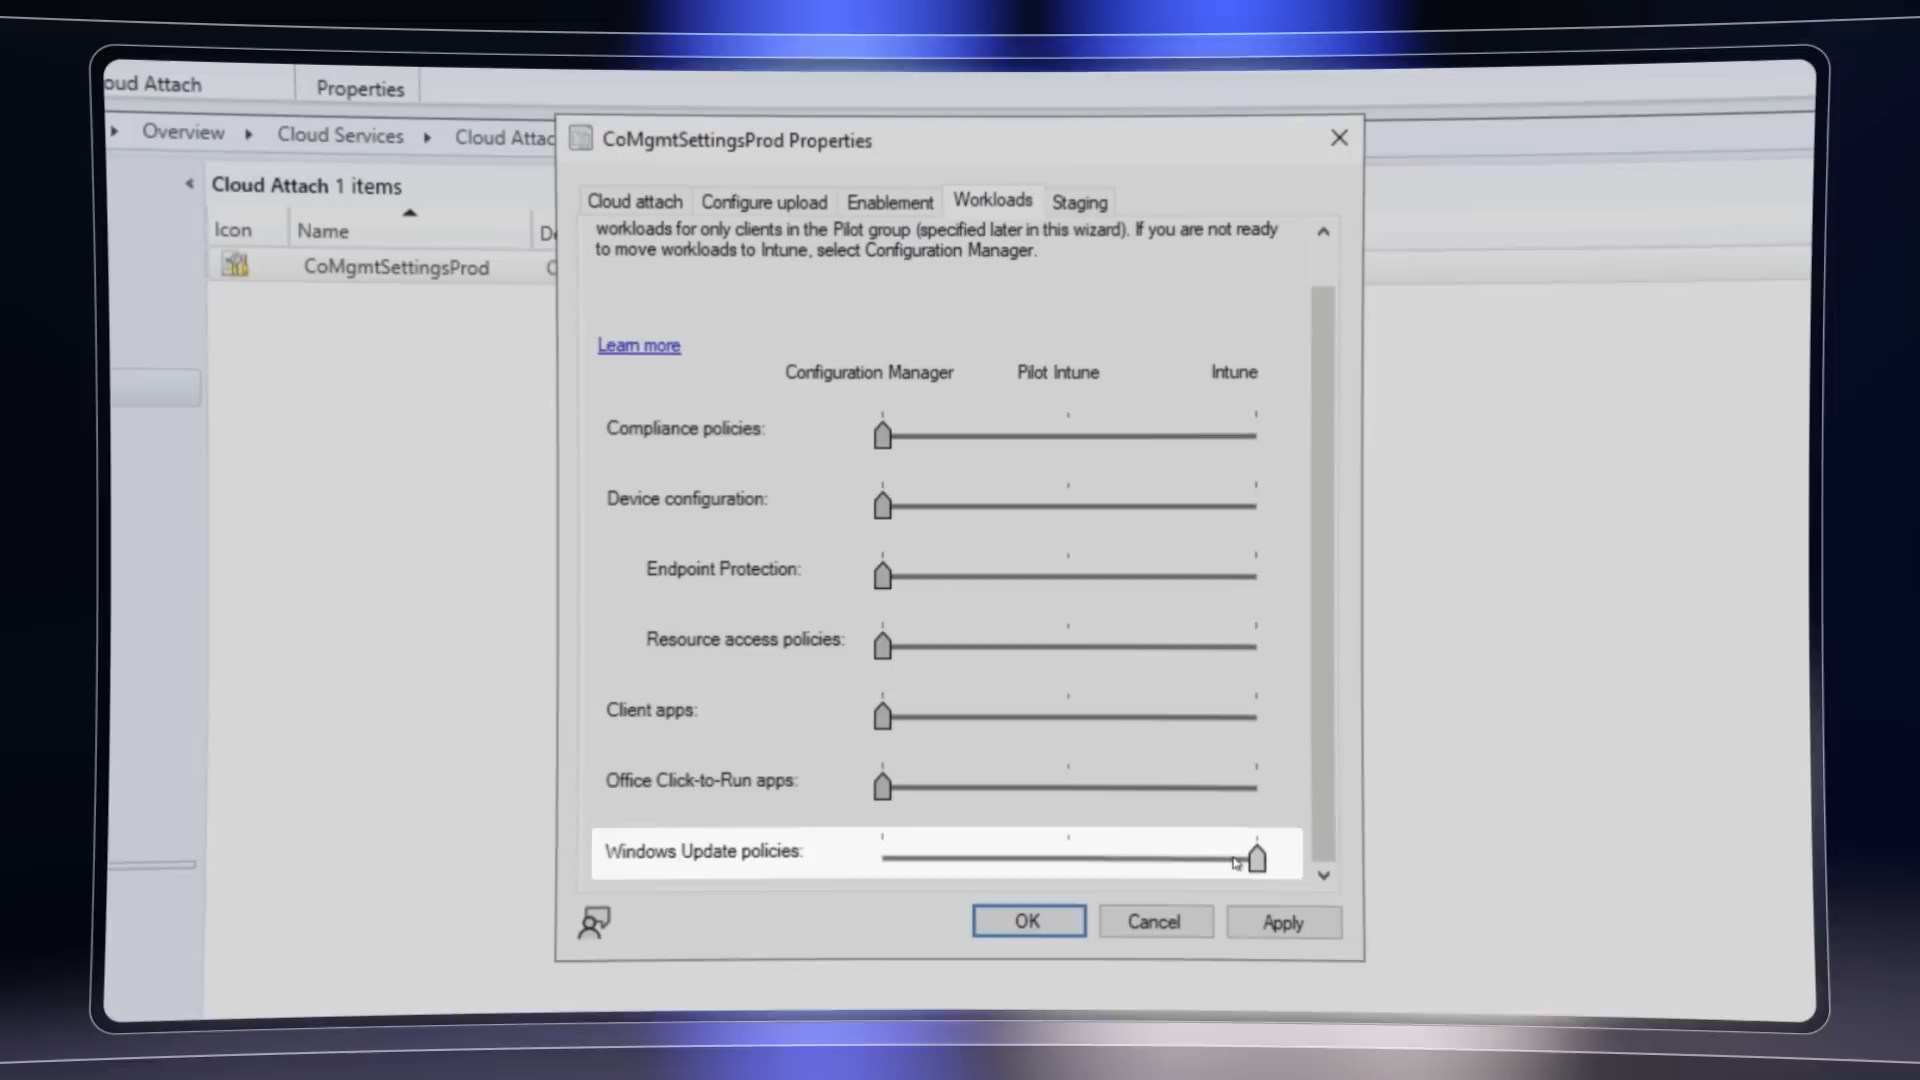 oud Attach
Properties
Overview
Cloud Services
Cloud Attac
Cloud Attach 1 items
Icon
Name
De
CoMgmtSettingsProd
C
CoMgmtSettingsProd Properties
Cloud attach
Configure upload
Enablement
Workloads
Staging
workloads for only clients in the Pilot group (specified later in this wizard). If you are not ready
to move workloads to Intune, select Configuration Manager.
Learn more
Configuration Manager
Pilot Intune
Intune
Compliance policies:
Device configuration:
Endpoint Protection:
Resource access policies:
Client apps:
Office Click-to-Run apps:
Windows Update policies:
OK
Cancel
Apply